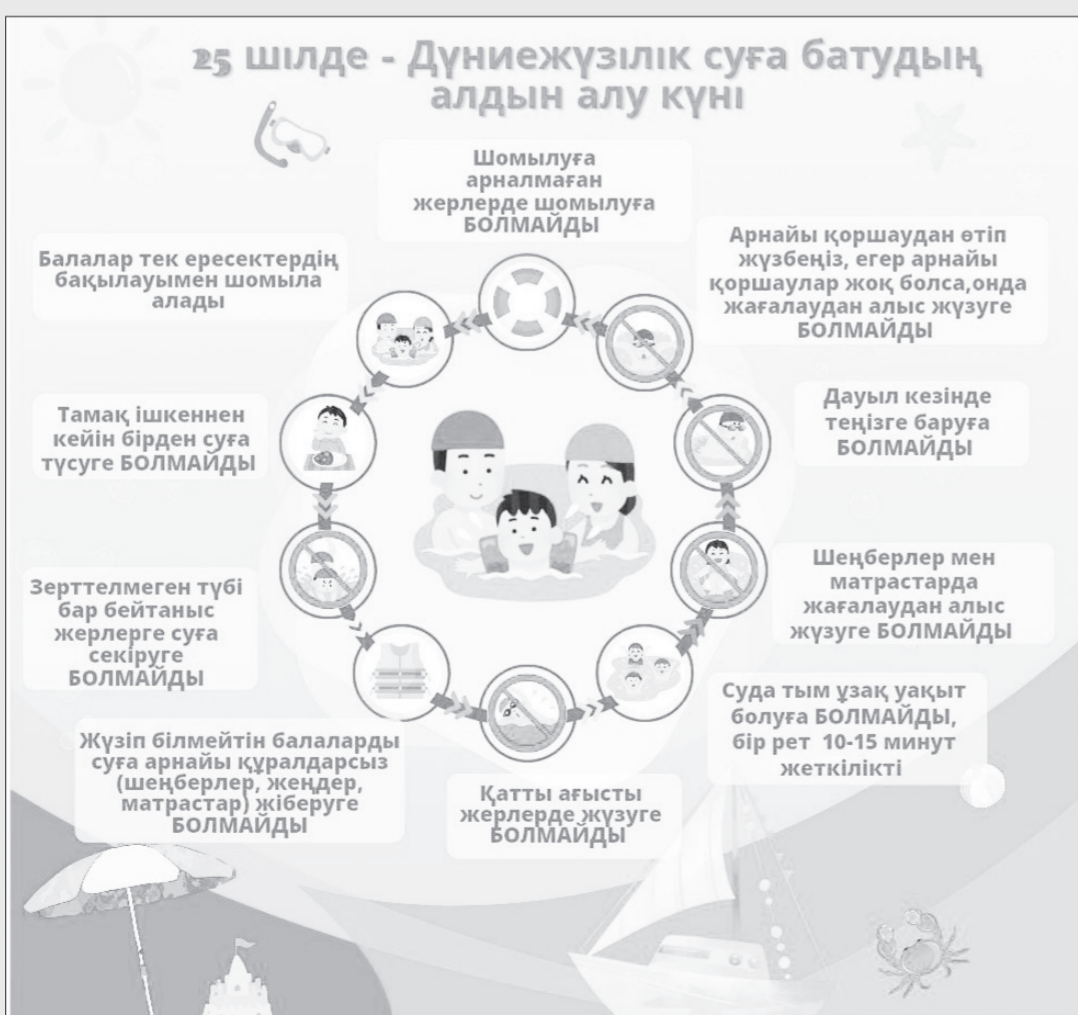 25 шілде - Дүниежүзілік суға батудың
алдын алу күні
Шомылуға
арналмаған
жерлерде шомылуға
БОЛМАЙДЫ
Арнайы қоршаудан өтіп
жүзбеңіз, егер арнайы
қоршаулар жоқ болса,онда
жағалаудан алыс жүзуге
БОЛМАЙДЫ
Балалар тек ересектердің
бақылауымен шомыла
алады
Дауыл кезінде
теңізге баруға
БОЛМАЙДЫ
Тамақ ішкеннен
кейін бірден суға
түсуге БОЛМАЙДЫ
Шеңберлер мен
матрастарда
жағалаудан алыс
жүзуге БОЛМАЙДЫ
Зерттелмеген түбі
бар бейтаныс
жерлерге суға
секіруге
БОЛМАЙДЫ
Суда тым ұзақ уақыт
болуға БОЛМАЙДЫ,
бір рет 10-15 минут
жеткілікті
Жүзіп білмейтін балаларды
суға арнайы құралдарсыз
(шеңберлер, жеңдер,
матрастар) жіберуге
БОЛМАЙДЫ
Қатты ағысты
жерлерде жүзуге
БОЛМАЙДЫ